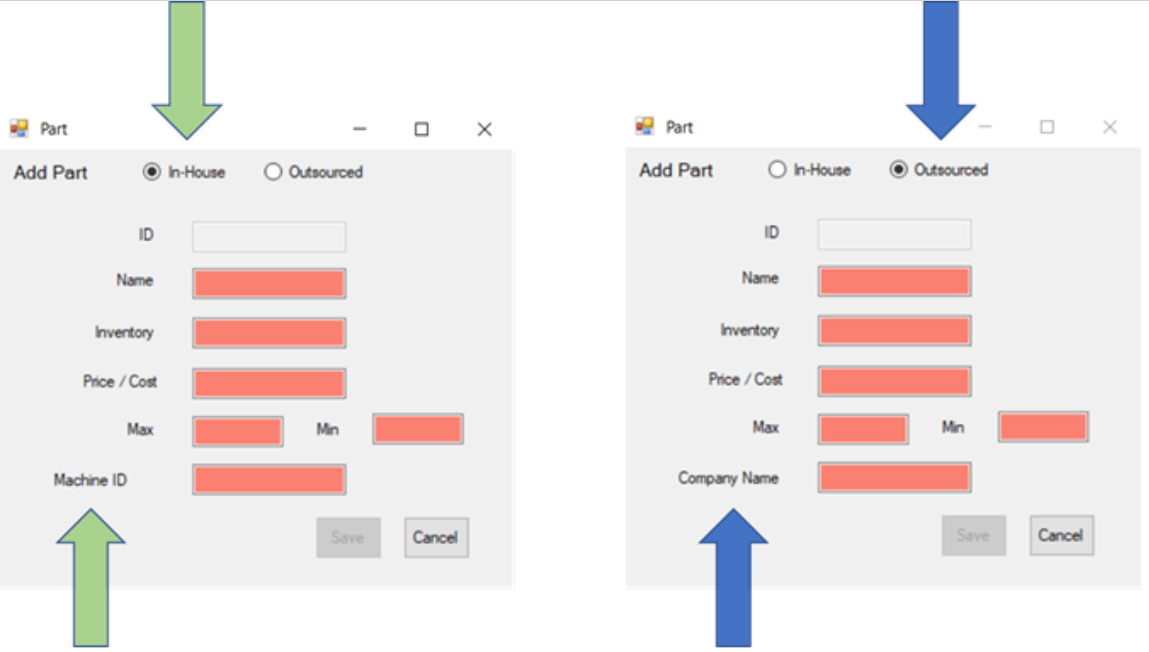 Part
Add Part In-House Outsourced
ID
Name
Inventory
Price / Cost
Max Min
Machine ID
Save Cancel
Part
Add Part In-House Outsourced
ID
Name
Inventory
Price / Cost
Max Min
Company Name
Save Cancel